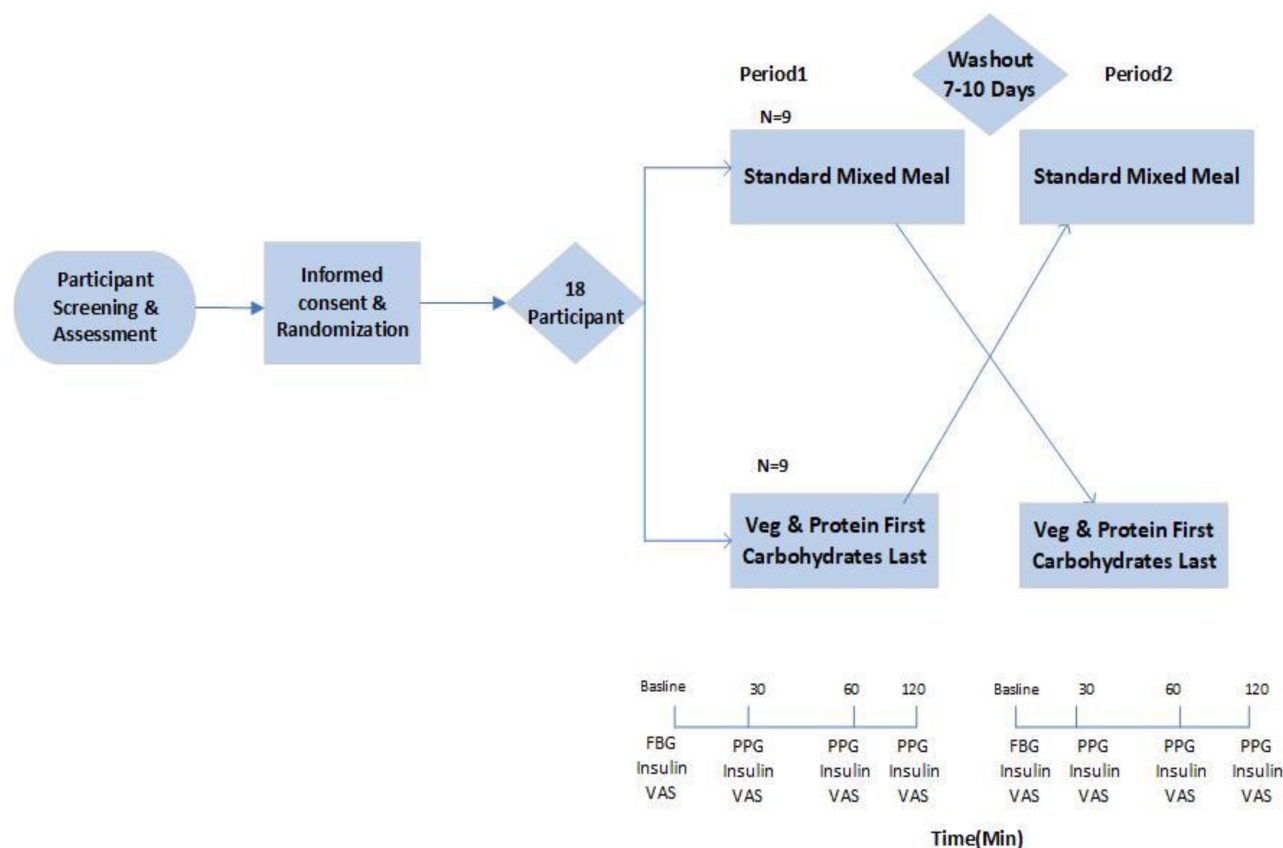 Participant
Screening &
Assessment
Informed
consent &
Randomization
18
Participant
Period1
Washout
7-10 Days
Period2
N=9
Standard Mixed Meal
Standard Mixed Meal
N=9
Veg & Protein First
Carbohydrates Last
Veg & Protein First
Carbohydrates Last
Basline 30 60 120
FBG PPG PPG PPG
Insulin Insulin Insulin Insulin
VAS VAS VAS VAS
Basline 30 60 120
FBG PPG PPG PPG
Insulin Insulin Insulin Insulin
VAS VAS VAS VAS
Time(Min)